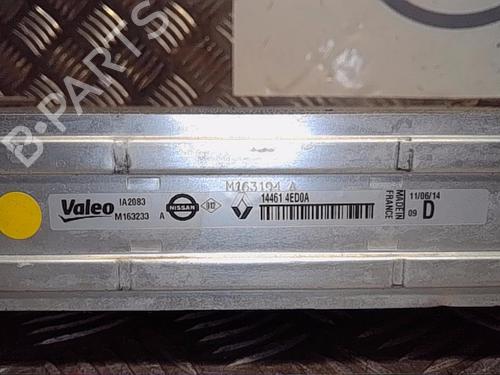 B-PARTS
M163194 A
Valeo
IA2083
M163233 A
NISSAN
14461 4ED0A
MADE IN
FRANCE
11/06/14
09 D